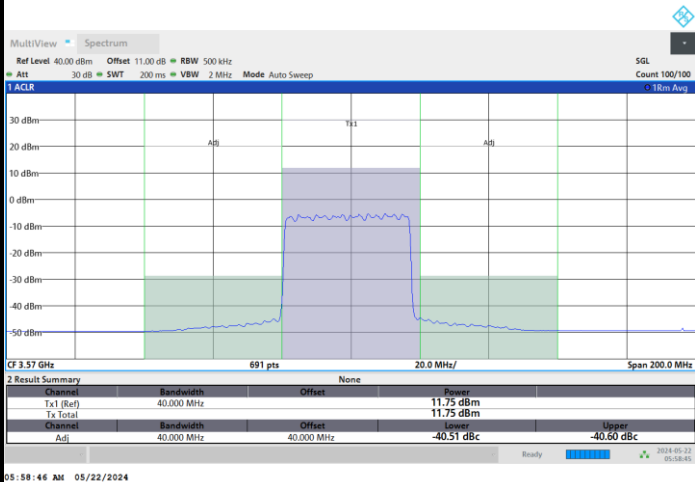 MultiView Spectrum
Ref Level 40.00 dBm Offset 11.00 dB RBW 500 kHz SGL
Att 30 dB SWT 200 ms VBW 2 MHz Mode Auto Sweep Count 100/100
1 ACLR 1Rm Avg
30 dBm
Tx1
20 dBm Adj Adj
10 dBm
0 dBm
-10 dBm
-20 dBm
-30 dBm
-40 dBm
-50 dBm
CF 3.57 GHz 691 pts 20.0 MHz/ Span 200.0 MHz
2 Result Summary None
Channel Bandwidth Offset Power
Tx1 (Ref) 40.000 MHz 11.75 dBm
Tx Total 11.75 dBm
Channel Bandwidth Offset Lower Upper
Adj 40.000 MHz 40.000 MHz -40.51 dBc -40.60 dBc
Ready 2024-05-22
05:58:45
05:58:46 AM 05/22/2024